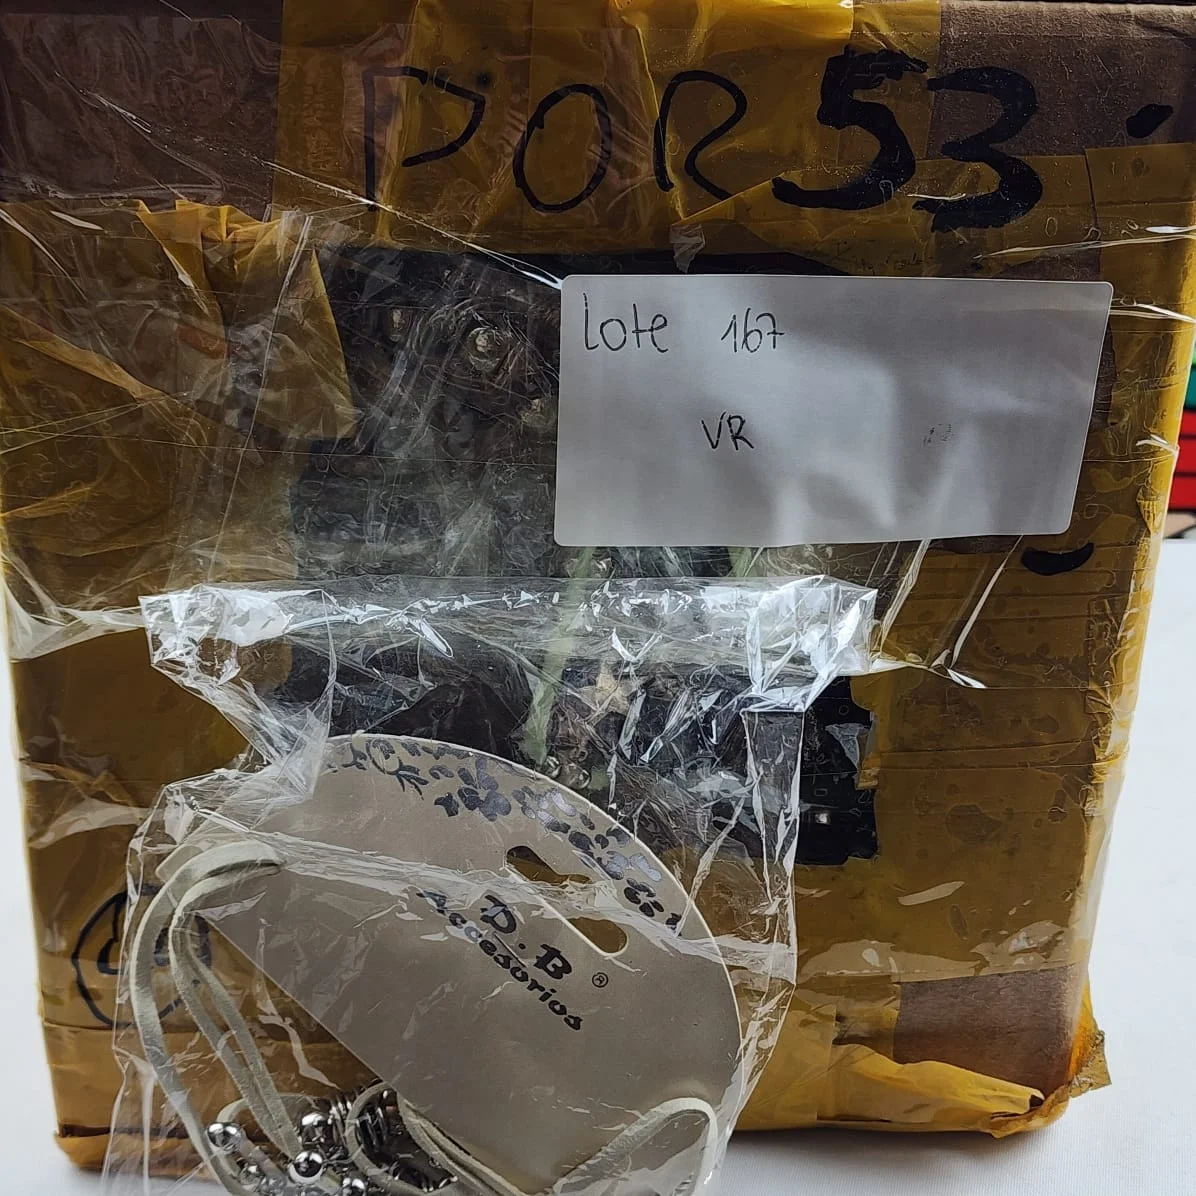 POR 53.
Lote 167
VR
D.B®
Accesorios